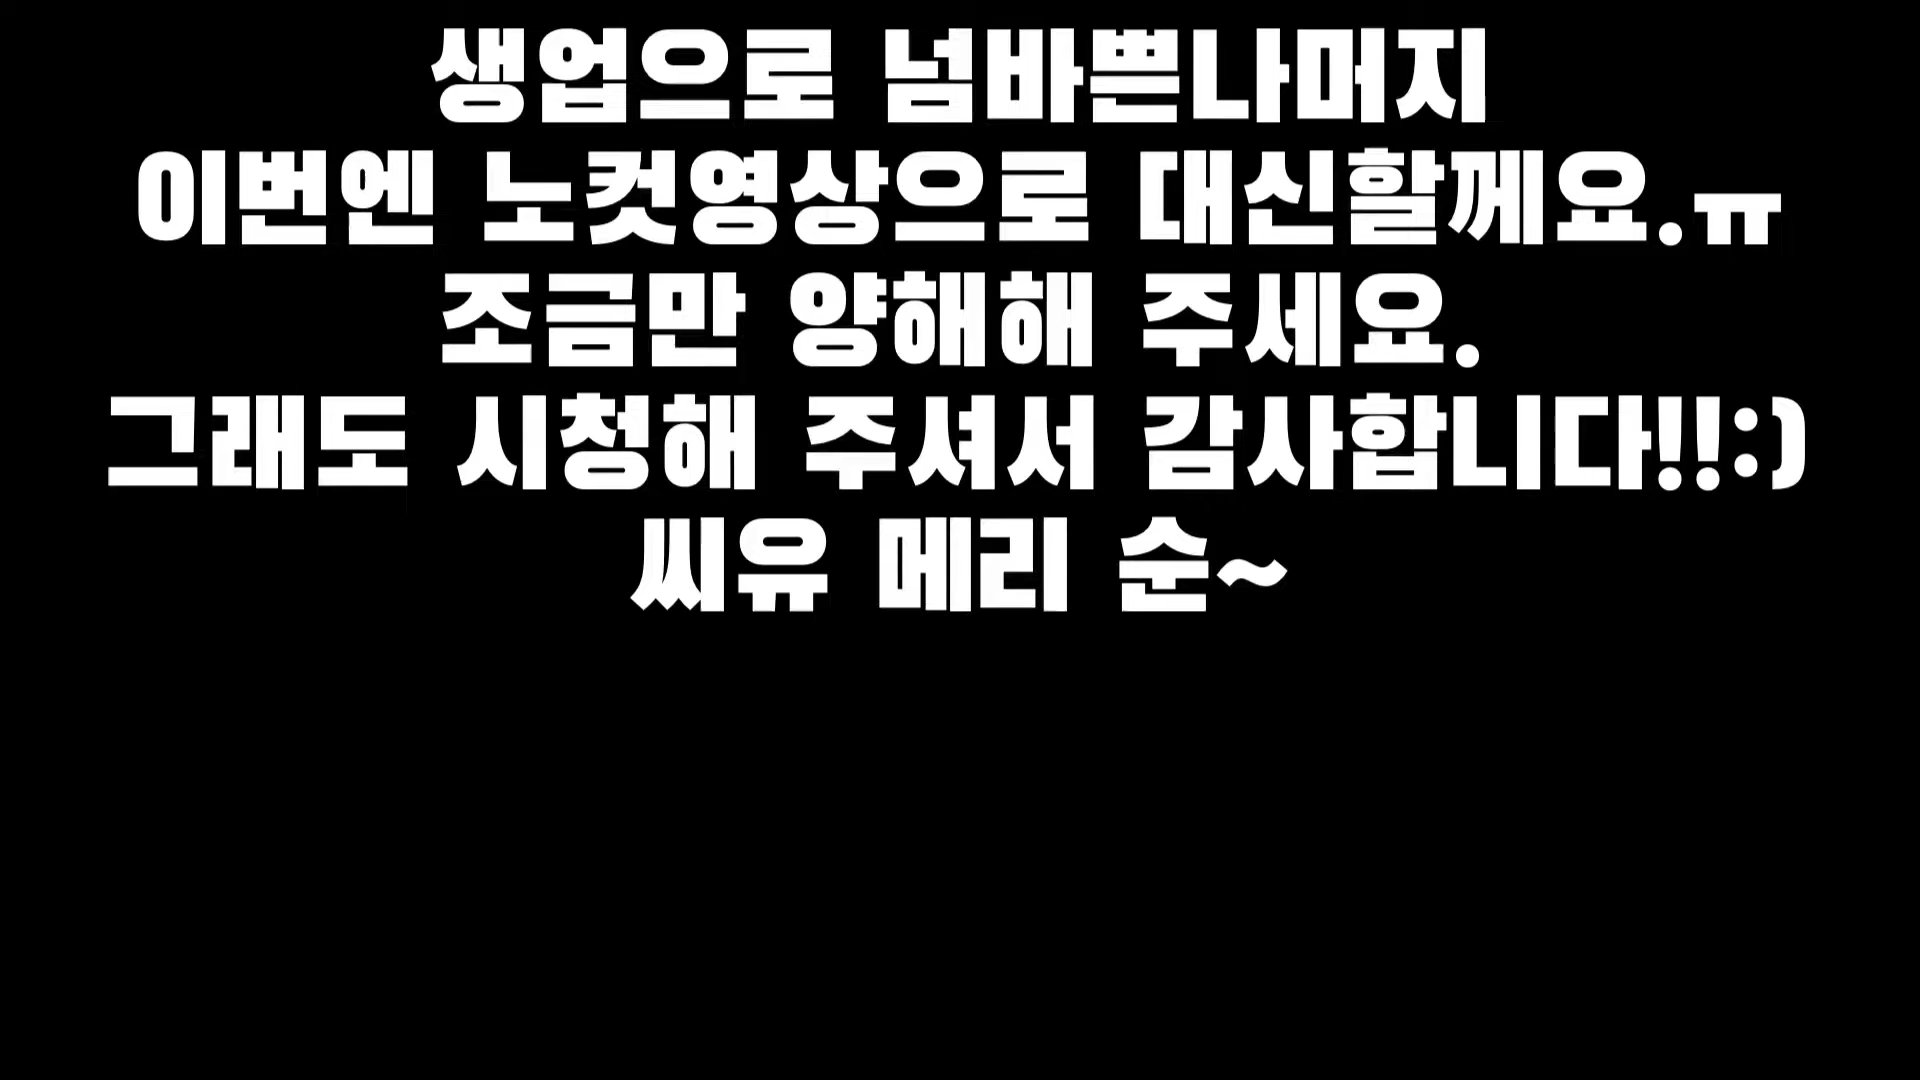 생업으로 넘바쁜나머지
이번엔 노컷영상으로 대신할께요.ㅠ
조금만 양해해 주세요.
그래도 시청해 주셔서 감사합니다!!:)
씨유 메리 순~